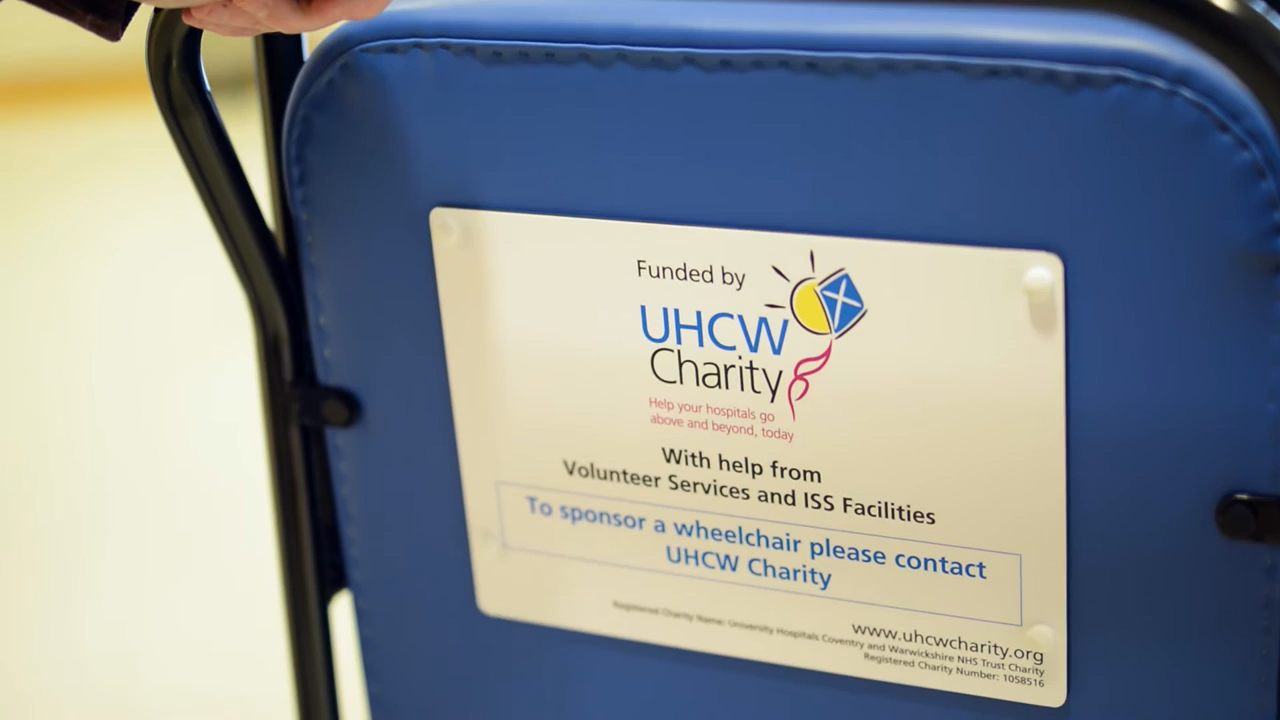 Funded by
UHCW
Charity
Help your hospitals go
above and beyond, today
With help from
Volunteer Services and ISS Facilities
To sponsor a wheelchair please contact
UHCW Charity
www.uhcwcharity.org
Registered Charity Name: University Hospitals Coventry and Warwickshire NHS Trust Charity
Registered Charity Number: 1058516